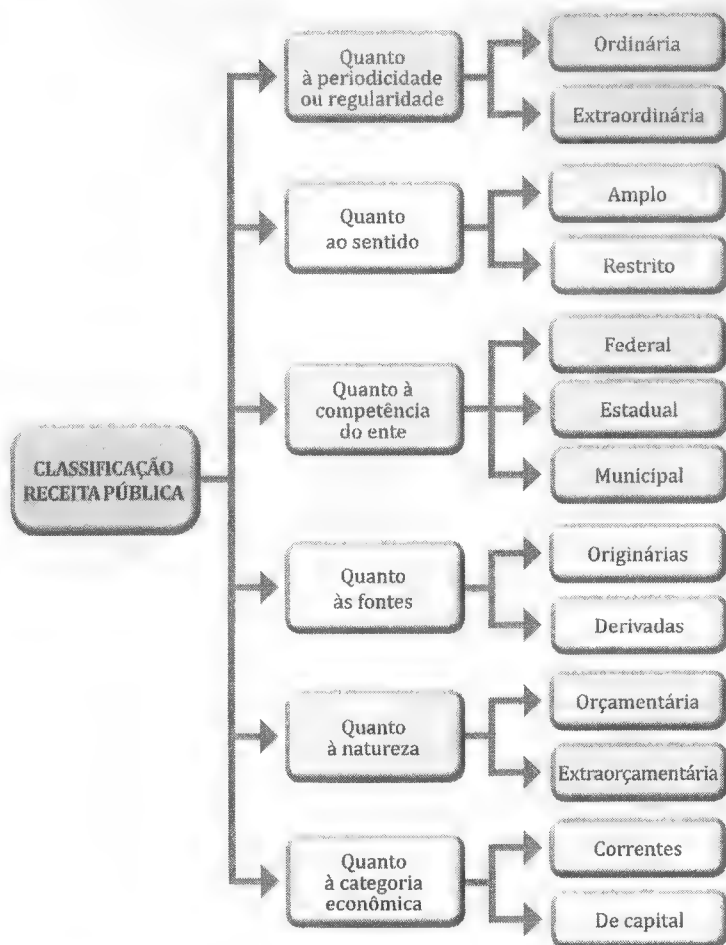 CLASSIFICAÇÃO
RECEITA PÚBLICA
Quanto
à periodicidade
ou regularidade
Ordinária
Extraordinária
Quanto
ao sentido
Amplo
Restrito
Quanto à
competência
do ente
Federal
Estadual
Municipal
Quanto
às fontes
Originárias
Derivadas
Quanto
à natureza
Orçamentária
Extraorçamentária
Quanto
à categoria
econômica
Correntes
De capital